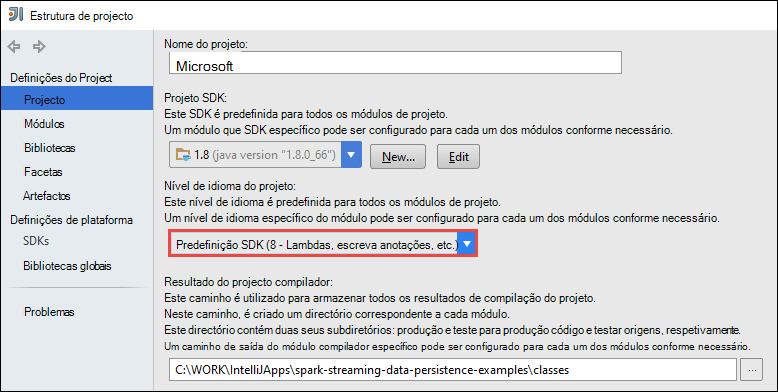 Estrutura de projecto
Nome do projeto:
Microsoft
Definições do Project
Projecto
Módulos
Bibliotecas
Facetas
Artefactos
Definições de plataforma
SDKs
Bibliotecas globais
Problemas
Projeto SDK:
Este SDK é predefinida para todos os módulos de projeto.
Um módulo que SDK específico pode ser configurado para cada um dos módulos conforme necessário.
1.8 (java version "1.8.0_66")
New...
Edit
Nível de idioma do projeto:
Este nível de idioma é predefinida para todos os módulos de projeto.
Um nível de idioma específico do módulo pode ser configurado para cada um dos módulos conforme necessário.
Predefinição SDK (8 - Lambdas, escreva anotações, etc.)
Resultado do projecto compilador:
Este caminho é utilizado para armazenar todos os resultados de compilação do projeto.
Neste caminho, é criado um directório correspondente a cada módulo.
Este directório contém duas seus subdiretórios: produção e teste para produção código e testar origens, respetivamente.
Um caminho de saída do módulo compilador específico pode ser configurado para cada um dos módulos conforme necessário.
C:\WORK\IntelliJApps\spark-streaming-data-persistence-examples\classes
...